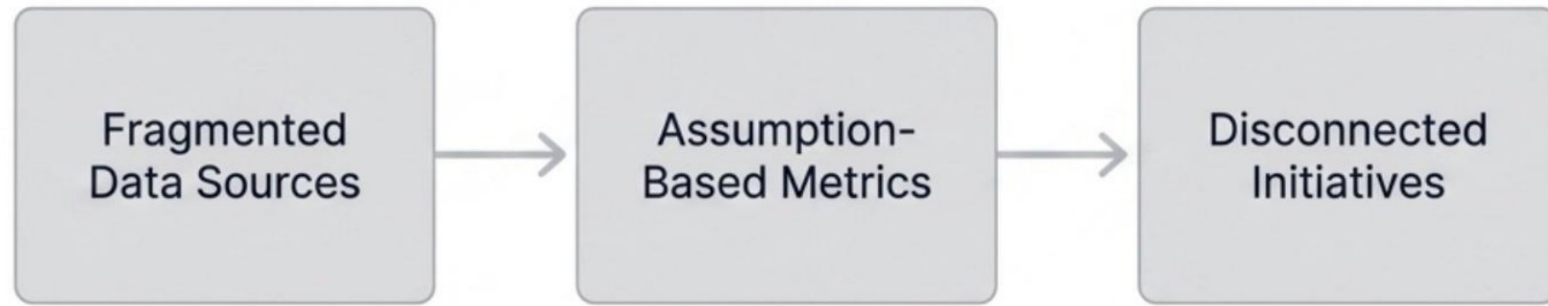 Fragmented
Data Sources
Assumption-
Based Metrics
Disconnected
Initiatives